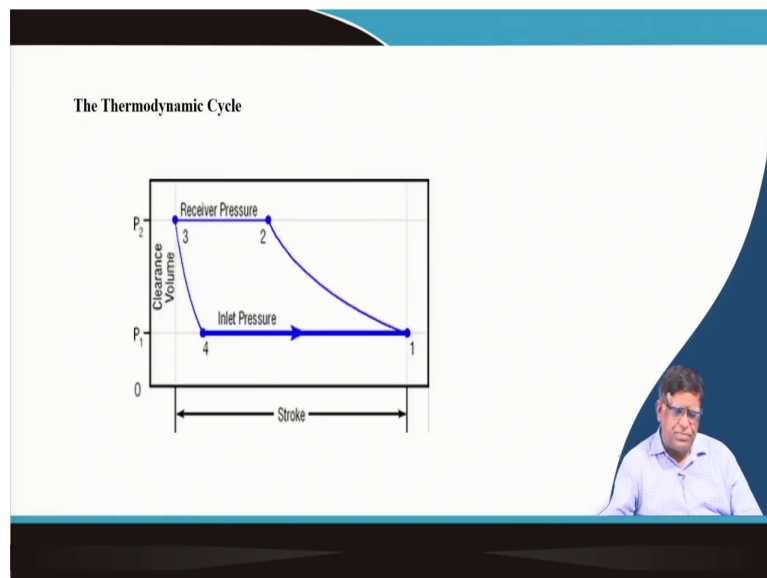 The Thermodynamic Cycle
P2
Receiver Pressure
3
2
Clearance
Volume
Inlet Pressure
P1
4
1
0
Stroke